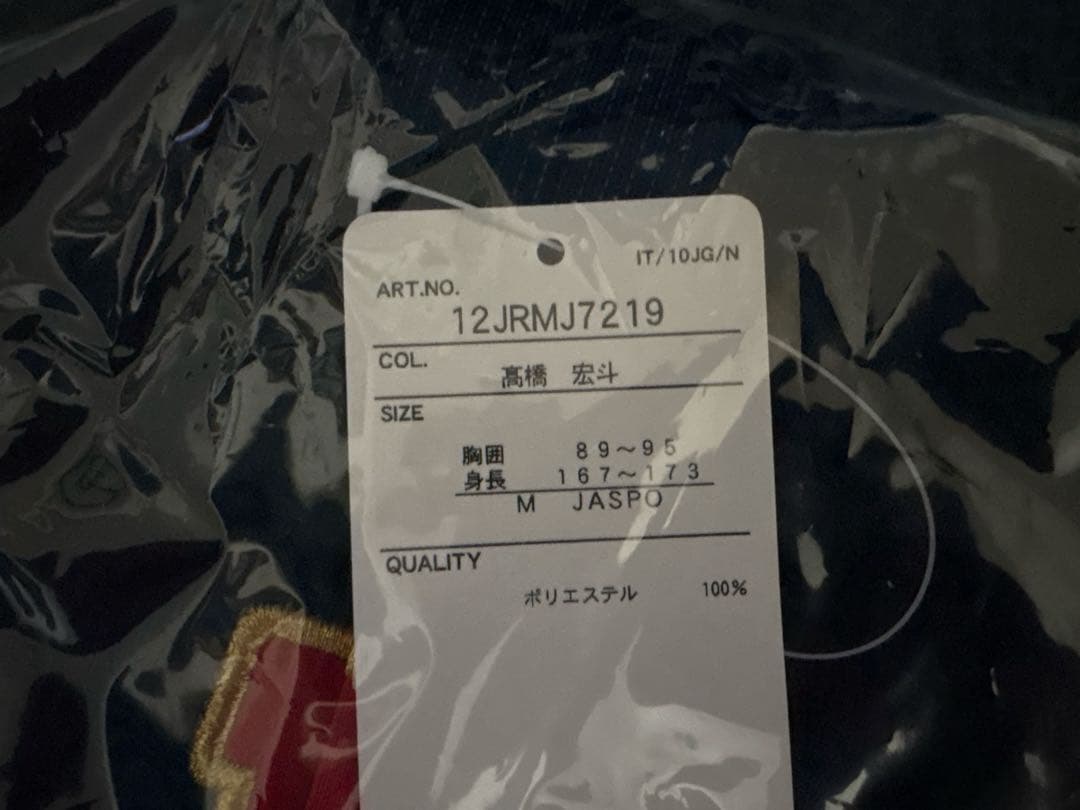 IT/10JG/N
ART.NO.
12JRMJ7219
COL.
髙橋　宏斗
SIZE
胸囲　89～95
身長　167～173
M　JASPO
QUALITY
ポリエステル　100%